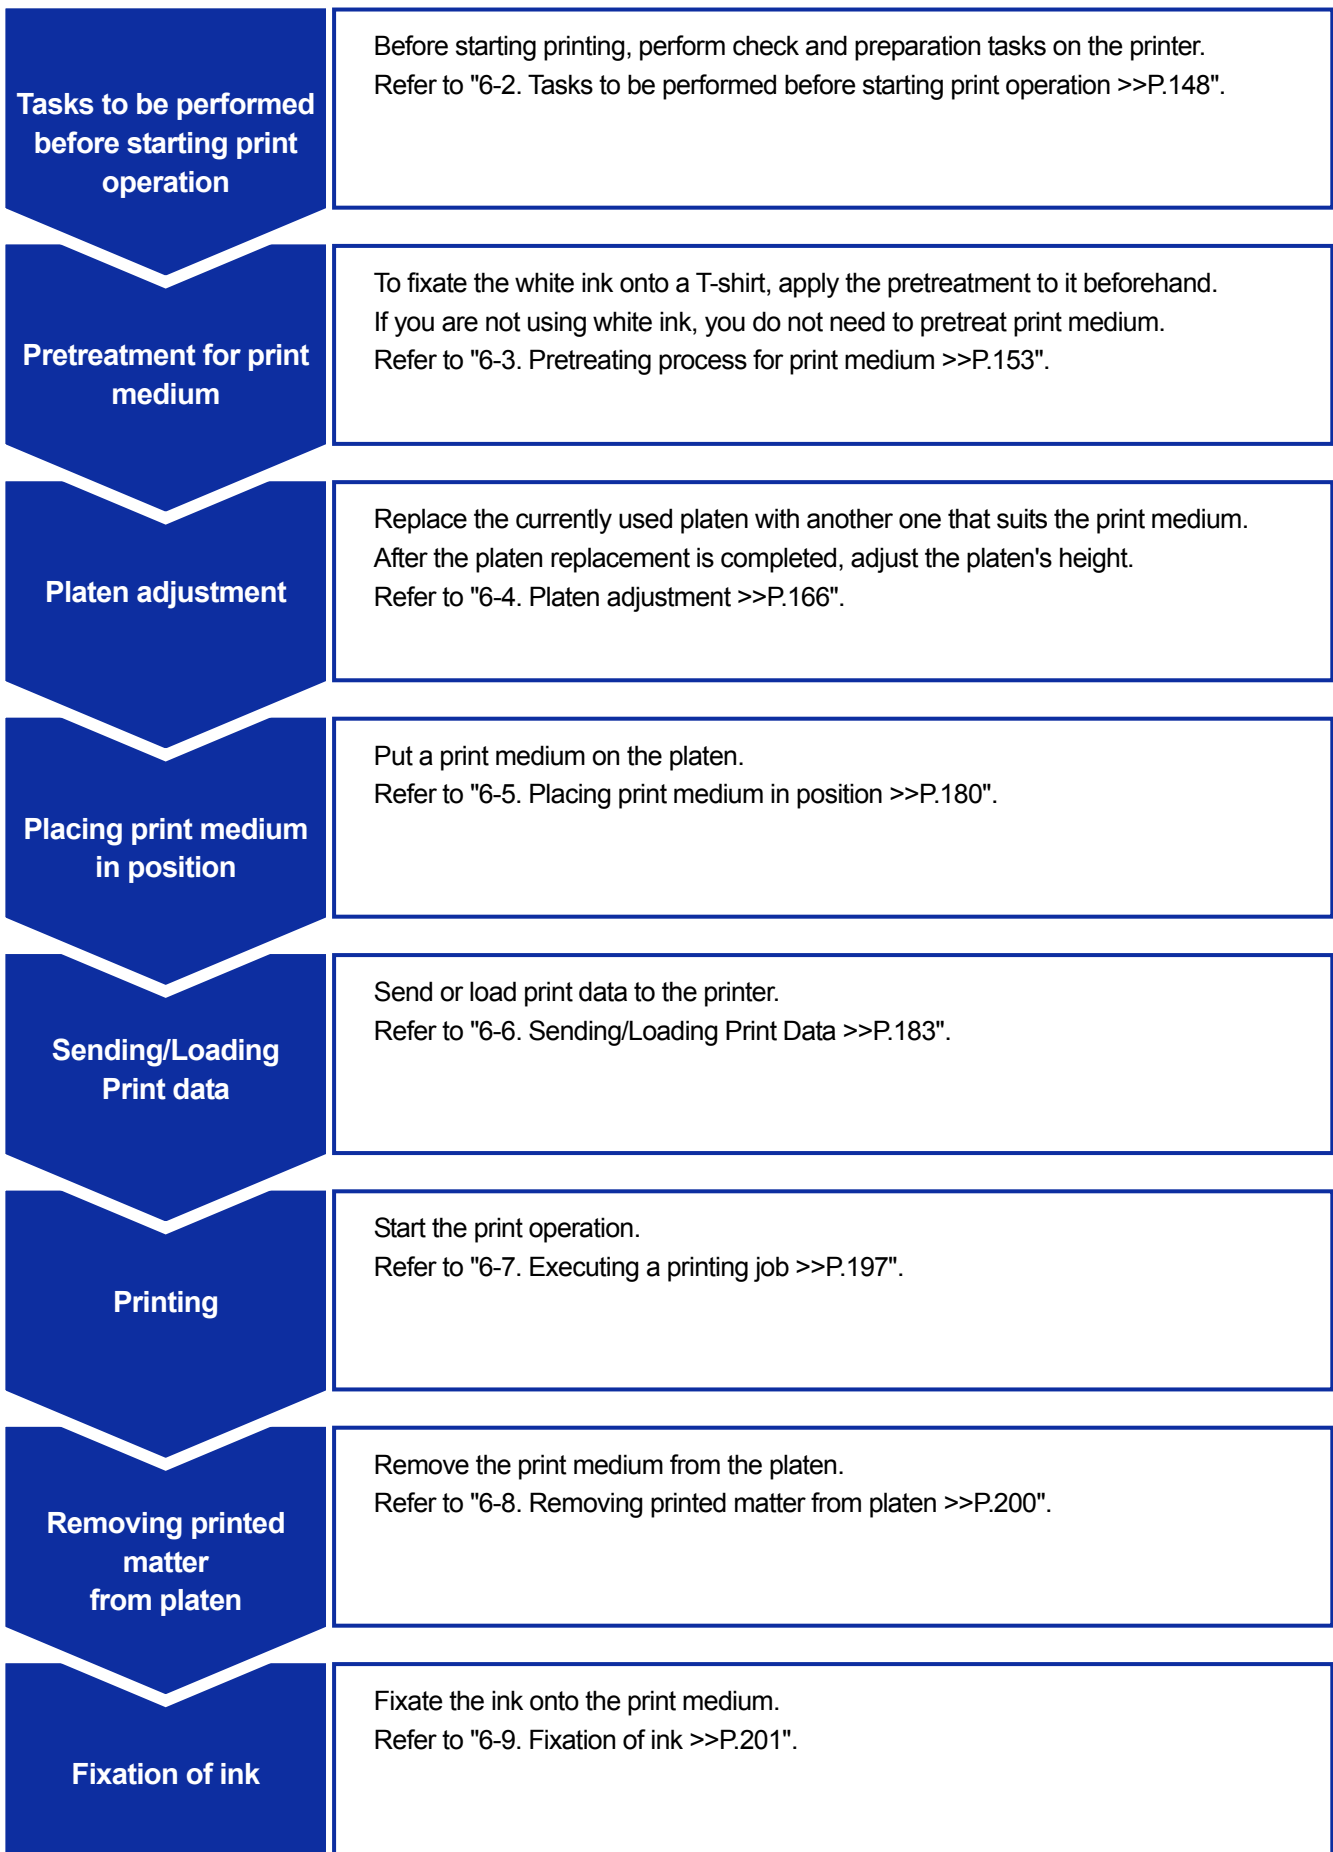 Tasks to be performed
before starting print
operation
Before starting printing, perform check and preparation tasks on the printer.
Refer to "6-2. Tasks to be performed before starting print operation >>P.148".
Pretreatment for print
medium
To fixate the white ink onto a T-shirt, apply the pretreatment to it beforehand.
If you are not using white ink, you do not need to pretreat print medium.
Refer to "6-3. Pretreating process for print medium >>P.153".
Platen adjustment
Replace the currently used platen with another one that suits the print medium.
After the platen replacement is completed, adjust the platen's height.
Refer to "6-4. Platen adjustment >>P.166".
Placing print medium
in position
Put a print medium on the platen.
Refer to "6-5. Placing print medium in position >>P.180".
Sending/Loading
Print data
Send or load print data to the printer.
Refer to "6-6. Sending/Loading Print Data >>P.183".
Printing
Start the print operation.
Refer to "6-7. Executing a printing job >>P.197".
Removing printed
matter
from platen
Remove the print medium from the platen.
Refer to "6-8. Removing printed matter from platen >>P.200".
Fixation of ink
Fixate the ink onto the print medium.
Refer to "6-9. Fixation of ink >>P.201".